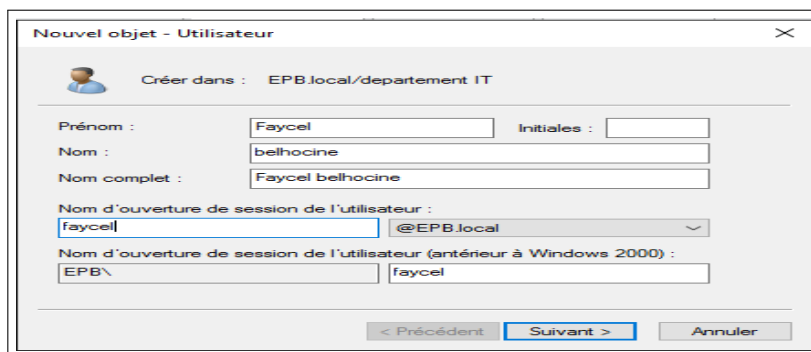 Nouvel objet - Utilisateur
Créer dans : EPB.local/departement IT
Prénom : Faycel Initiales :
Nom : belhocine
Nom complet : Faycel belhocine
Nom d'ouverture de session de l'utilisateur :
faycel @EPB.local
Nom d'ouverture de session de l'utilisateur (antérieur à Windows 2000) :
EPB\ faycel
< Précédent Suivant > Annuler